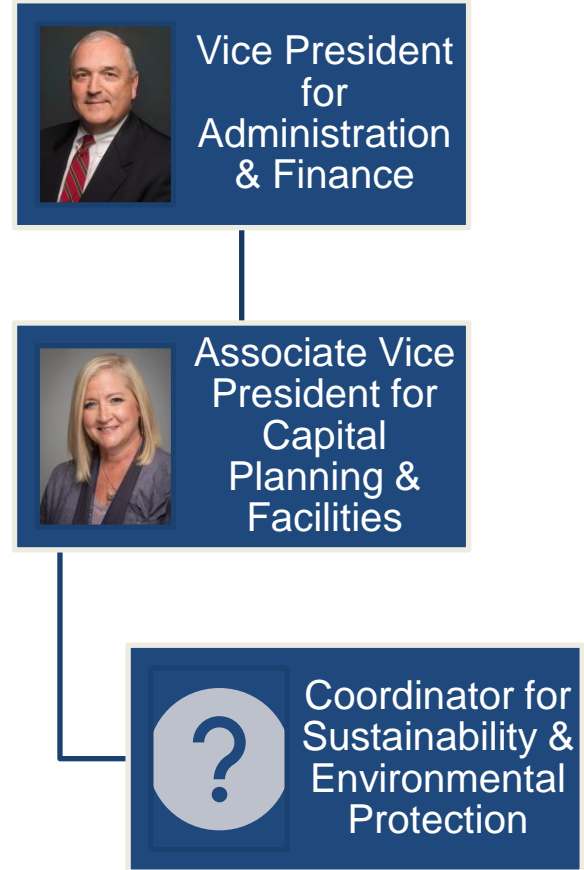 Vice President
for
Administration
& Finance
Associate Vice
President for
Capital
Planning &
Facilities
?
Coordinator for
Sustainability &
Environmental
Protection